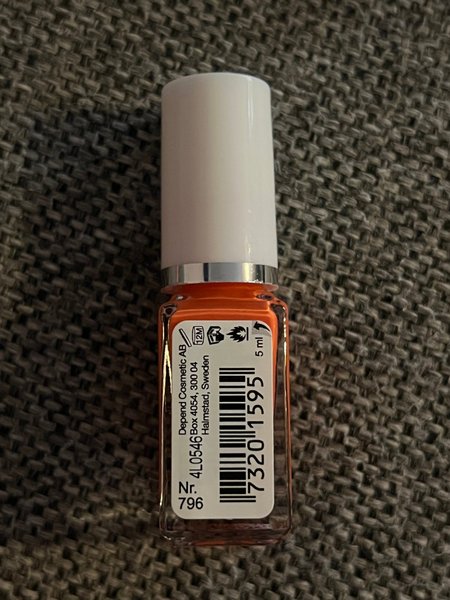 Depend Cosmetic AB
Box 4054, 300 04
Halmstad, Sweden
12M
5 ml
4L0546
Nr.
796
7320 1595